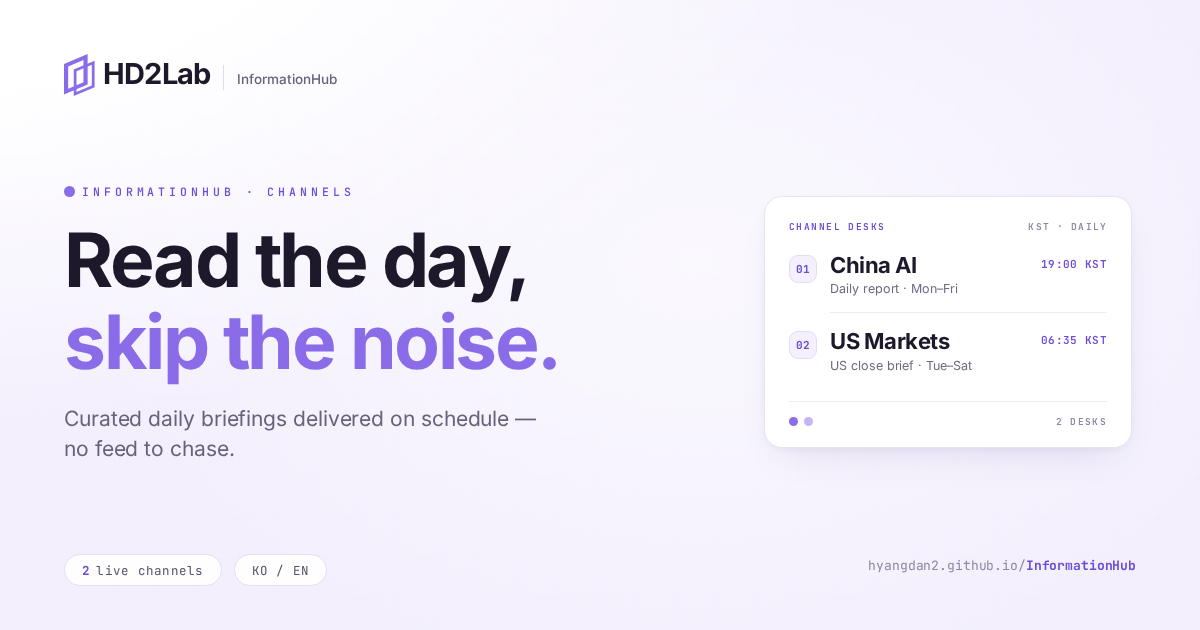 HD2Lab
InformationHub
INFORMATIONHUB · CHANNELS
Read the day,
skip the noise.
Curated daily briefings delivered on schedule —
no feed to chase.
CHANNEL DESKS
KST · DAILY
01
China AI
19:00 KST
Daily report · Mon–Fri
02
US Markets
06:35 KST
US close brief · Tue–Sat
2 DESKS
2 live channels
KO / EN
hyangdan2.github.io/InformationHub